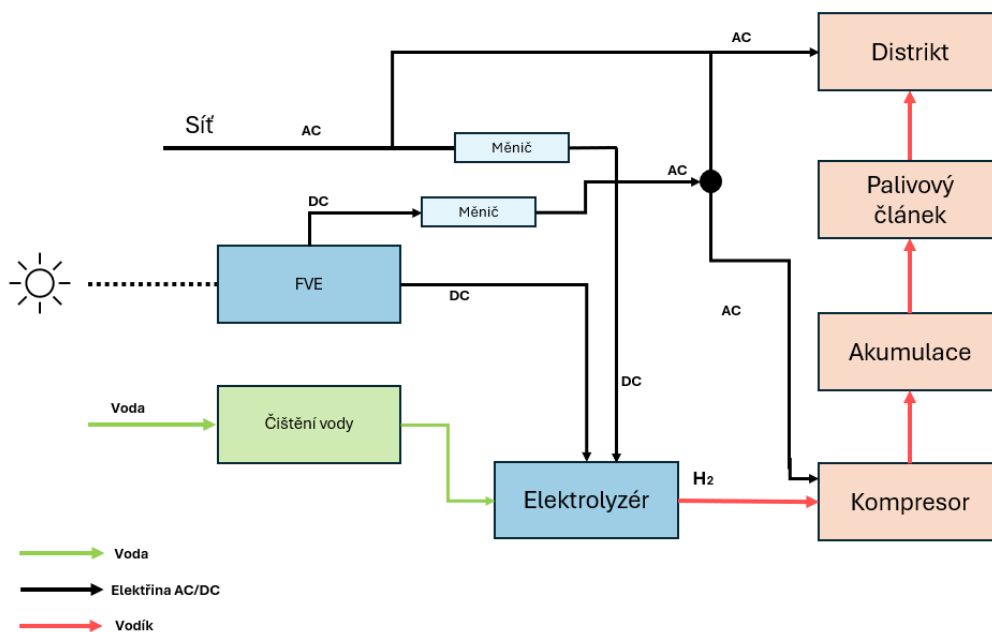 AC
Distrikt
Síť
AC
Měnič
AC
Palivový
článek
DC
Měnič
FVE
DC
AC
Akumulace
DC
Voda
Čištění vody
H2
Elektrolyzér
Kompresor
Voda
Elektřina AC/DC
Vodík